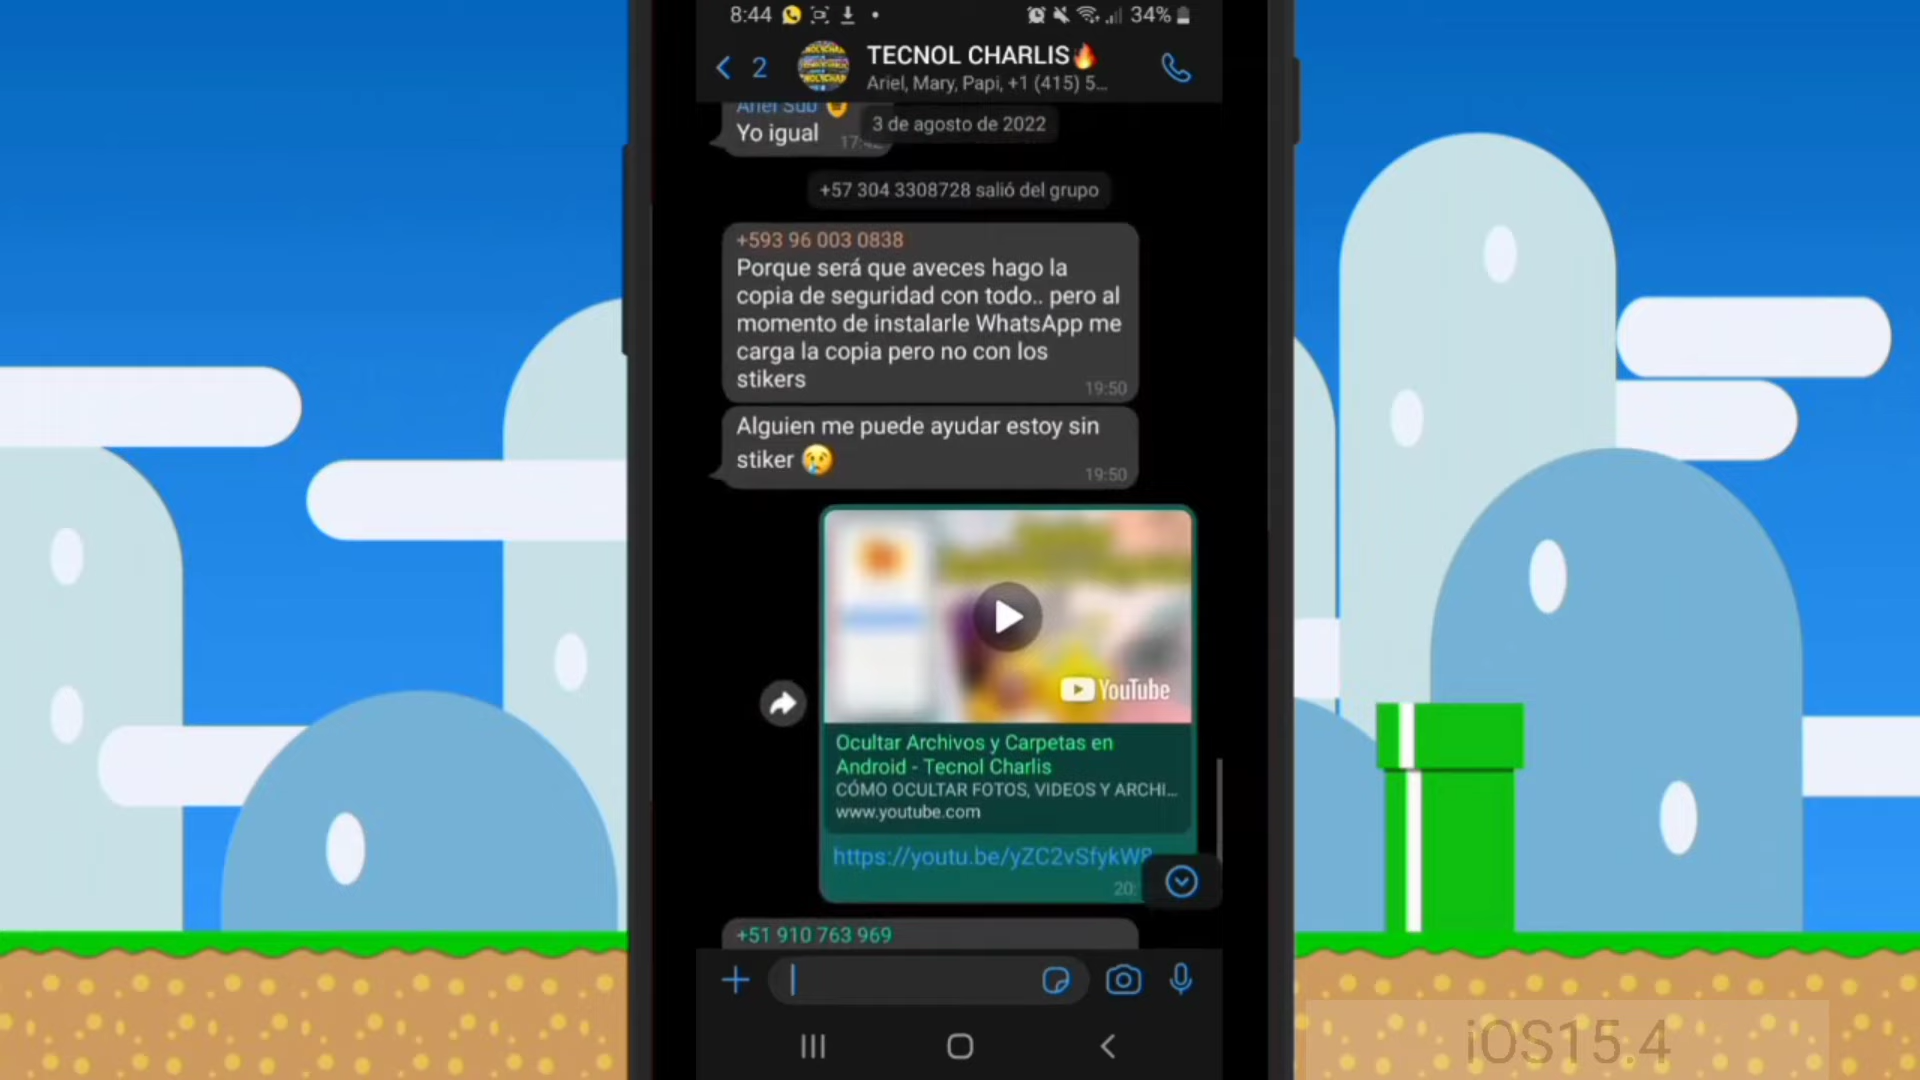 8:44
34%
2
TECNOL CHARLIS🔥
Ariel, Mary, Papi, +1 (415) 5...
Ariel Sub
Yo igual
3 de agosto de 2022
+57 304 3308728 salió del grupo
+593 96 003 0838
Porque será que aveces hago la
copia de seguridad con todo.. pero al
momento de instalarle WhatsApp me
carga la copia pero no con los
stikers
19:50
Alguien me puede ayudar estoy sin
stiker 😢
19:50
YouTube
Ocultar Archivos y Carpetas en
Android - Tecnol Charlis
CÓMO OCULTAR FOTOS, VIDEOS Y ARCHI...
www.youtube.com
+51 910 763 969
iOS15.4